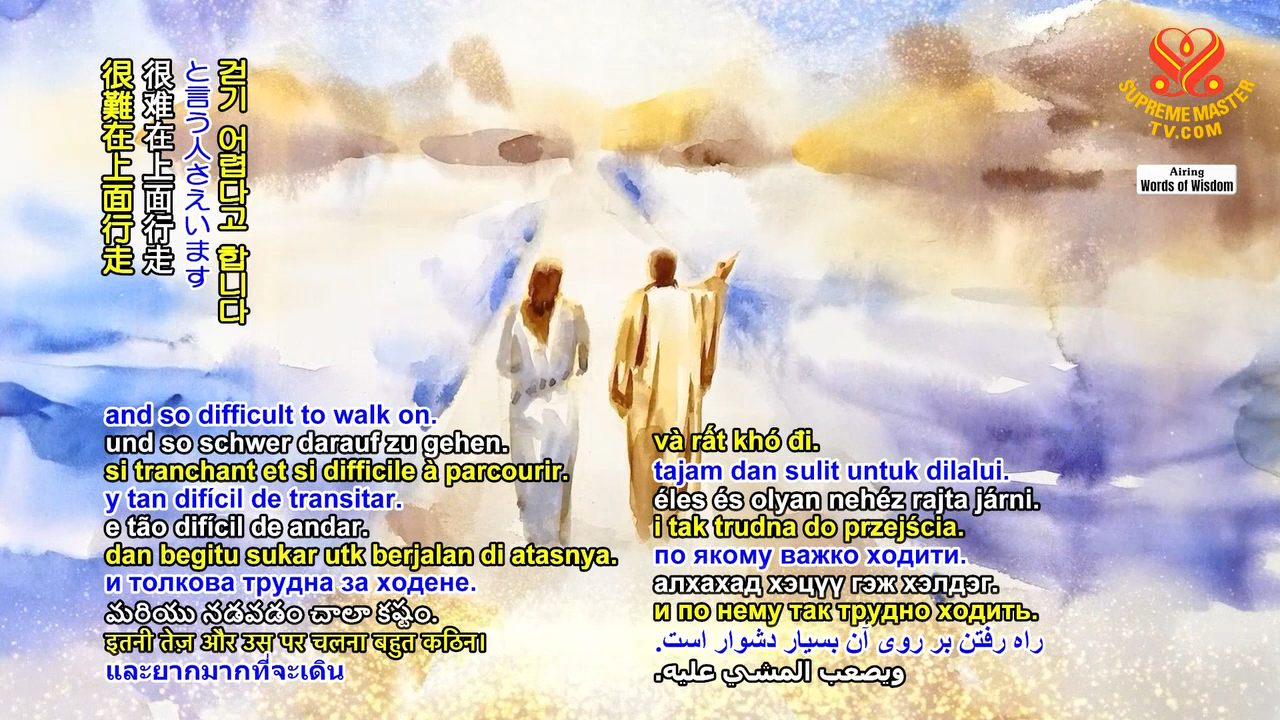 걷기 어렵다고 합니다
と言う人さえいます
很难在上面行走
很難在上面行走
SUPREME MASTER
TV.COM
Airing
Words of Wisdom
and so difficult to walk on.
und so schwer darauf zu gehen.
si tranchant et si difficile à parcourir.
y tan difícil de transitar.
e tão difícil de andar.
dan begitu sukar utk berjalan di atasnya.
и толкова трудна за ходене.
మరియు నడవడం చాలా కష్టం.
इतनी तेज़ और उस पर चलना बहुत कठिन।
และยากมากที่จะเดิน
và rất khó đi.
tajam dan sulit untuk dilalui.
éles és olyan nehéz rajta járni.
i tak trudna do przejścia.
по якому важко ходити.
алхахад хэцүү гэж хэлдэг.
и по нему так трудно ходить.
راه رفتن بر روی آن بسیار دشوار است.
ويصعب المشي عليه.